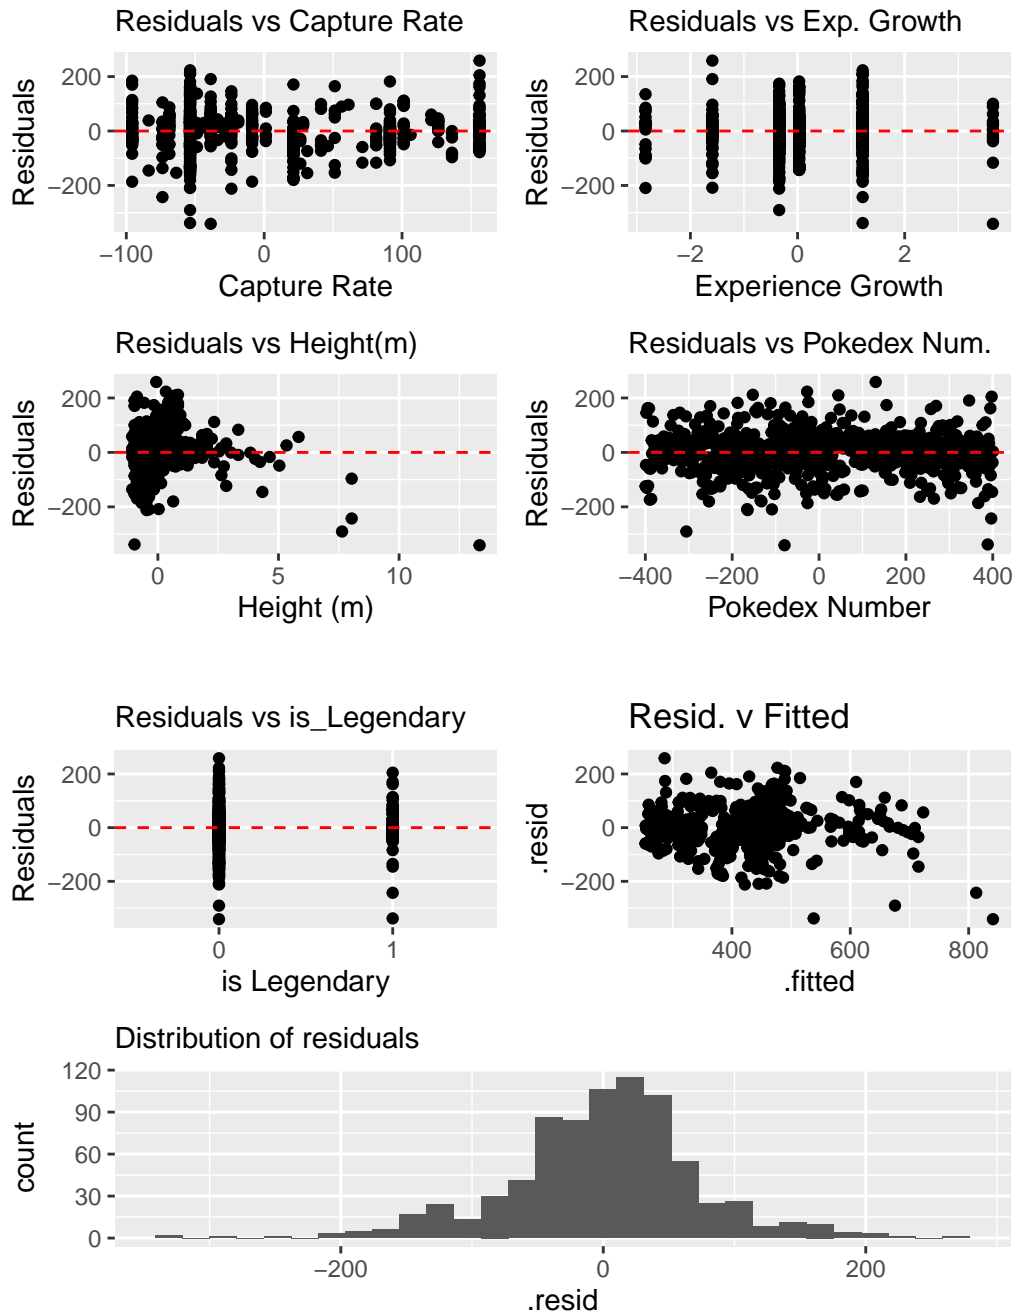 Residuals vs Capture Rate
Residuals
200
0
−200
−100 0 100
Capture Rate
Residuals vs Exp. Growth
Residuals
200
0
−200
−2 0 2
Experience Growth
Residuals vs Height(m)
Residuals
200
0
−200
0 5 10
Height (m)
Residuals vs Pokedex Num.
Residuals
200
0
−200
−400 −200 0 200 400
Pokedex Number
Residuals vs is_Legendary
Residuals
200
0
−200
0 1
is Legendary
Resid. v Fitted
.resid
200
0
−200
400 600 800
.fitted
Distribution of residuals
count
120
90
60
30
0
−200 0 200
.resid